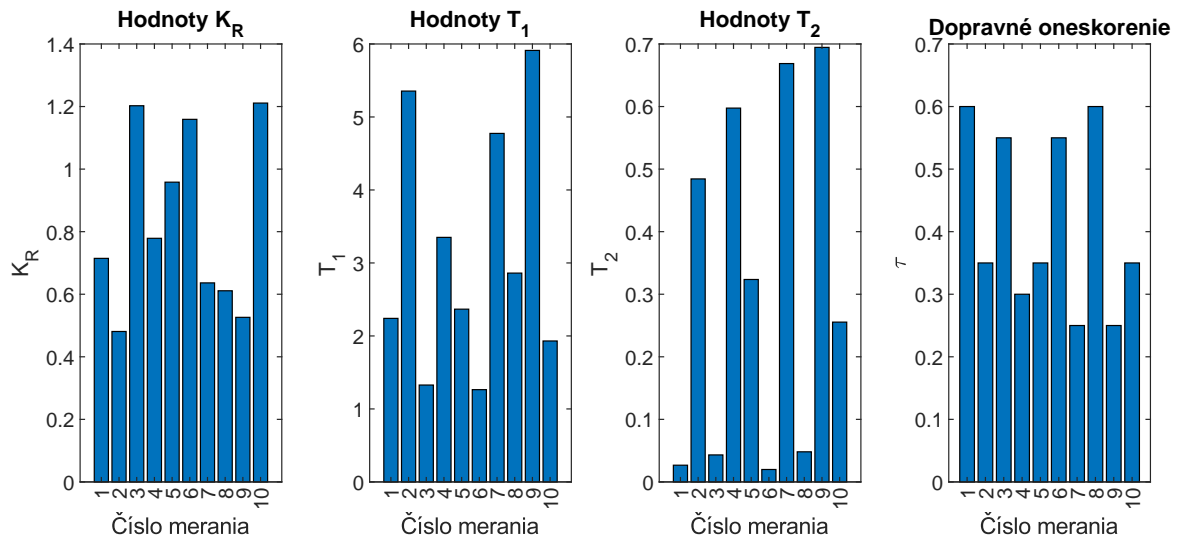 Hodnoty K_R
1.4
1.2
1
0.8
0.6
0.4
0.2
0
K_R
1 2 3 4 5 6 7 8 9 10
Číslo merania
Hodnoty T_1
6
5
4
3
2
1
0
T_1
1 2 3 4 5 6 7 8 9 10
Číslo merania
Hodnoty T_2
0.7
0.6
0.5
0.4
0.3
0.2
0.1
0
T_2
1 2 3 4 5 6 7 8 9 10
Číslo merania
Dopravné oneskorenie
0.7
0.6
0.5
0.4
0.3
0.2
0.1
0
τ
1 2 3 4 5 6 7 8 9 10
Číslo merania